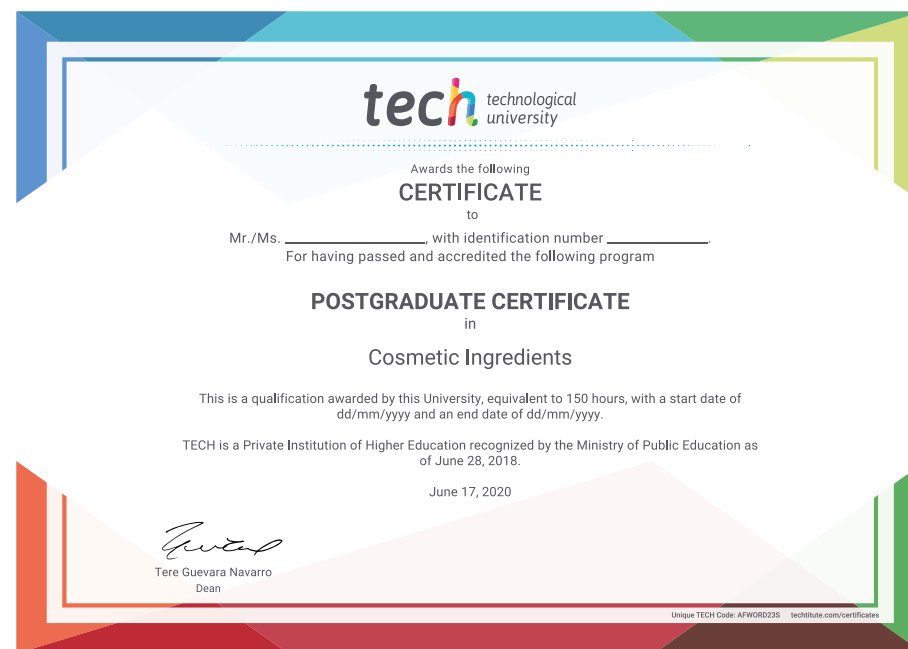 tech technological
university
Awards the following
CERTIFICATE
to
Mr./Ms. ____________________, with identification number ______________.
For having passed and accredited the following program
POSTGRADUATE CERTIFICATE
in
Cosmetic Ingredients
This is a qualification awarded by this University, equivalent to 150 hours, with a start date of
dd/mm/yyyy and an end date of dd/mm/yyyy.
TECH is a Private Institution of Higher Education recognized by the Ministry of Public Education as
of June 28, 2018.
June 17, 2020
Tere Guevara Navarro
Dean
Unique TECH Code: AFWORD23S techtitute.com/certificates